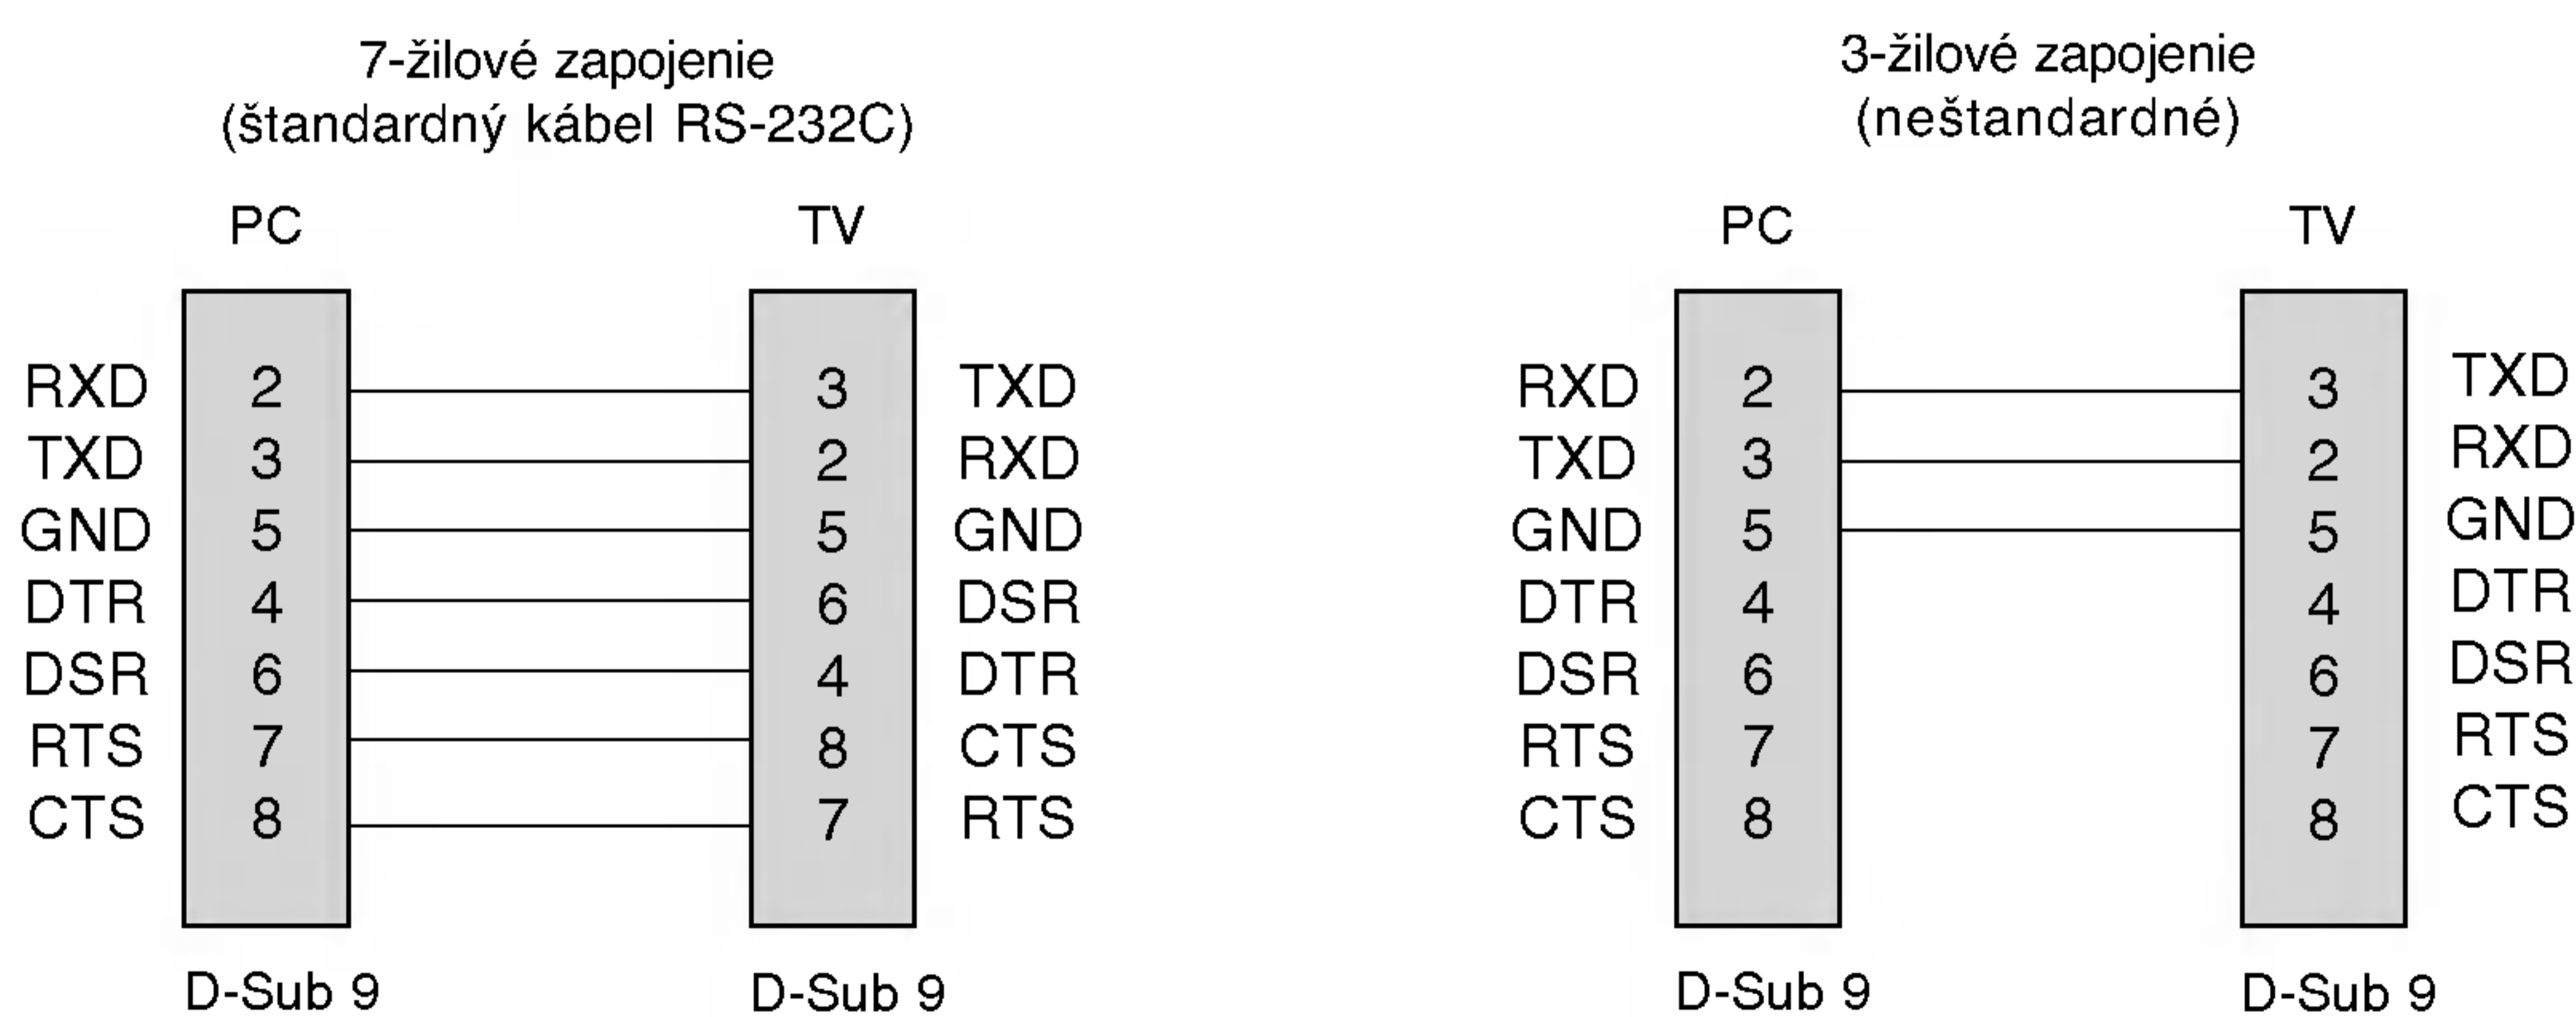 7-žilové zapojenie
(štandardný kábel RS-232C)
PC TV
RXD 2 3 TXD
TXD 3 2 RXD
GND 5 5 GND
DTR 4 6 DSR
DSR 6 4 DTR
RTS 7 8 CTS
CTS 8 7 RTS
D-Sub 9 D-Sub 9
3-žilové zapojenie
(neštandardné)
PC TV
RXD 2 3 TXD
TXD 3 2 RXD
GND 5 5 GND
DTR 4 4 DTR
DSR 6 6 DSR
RTS 7 7 RTS
CTS 8 8 CTS
D-Sub 9 D-Sub 9